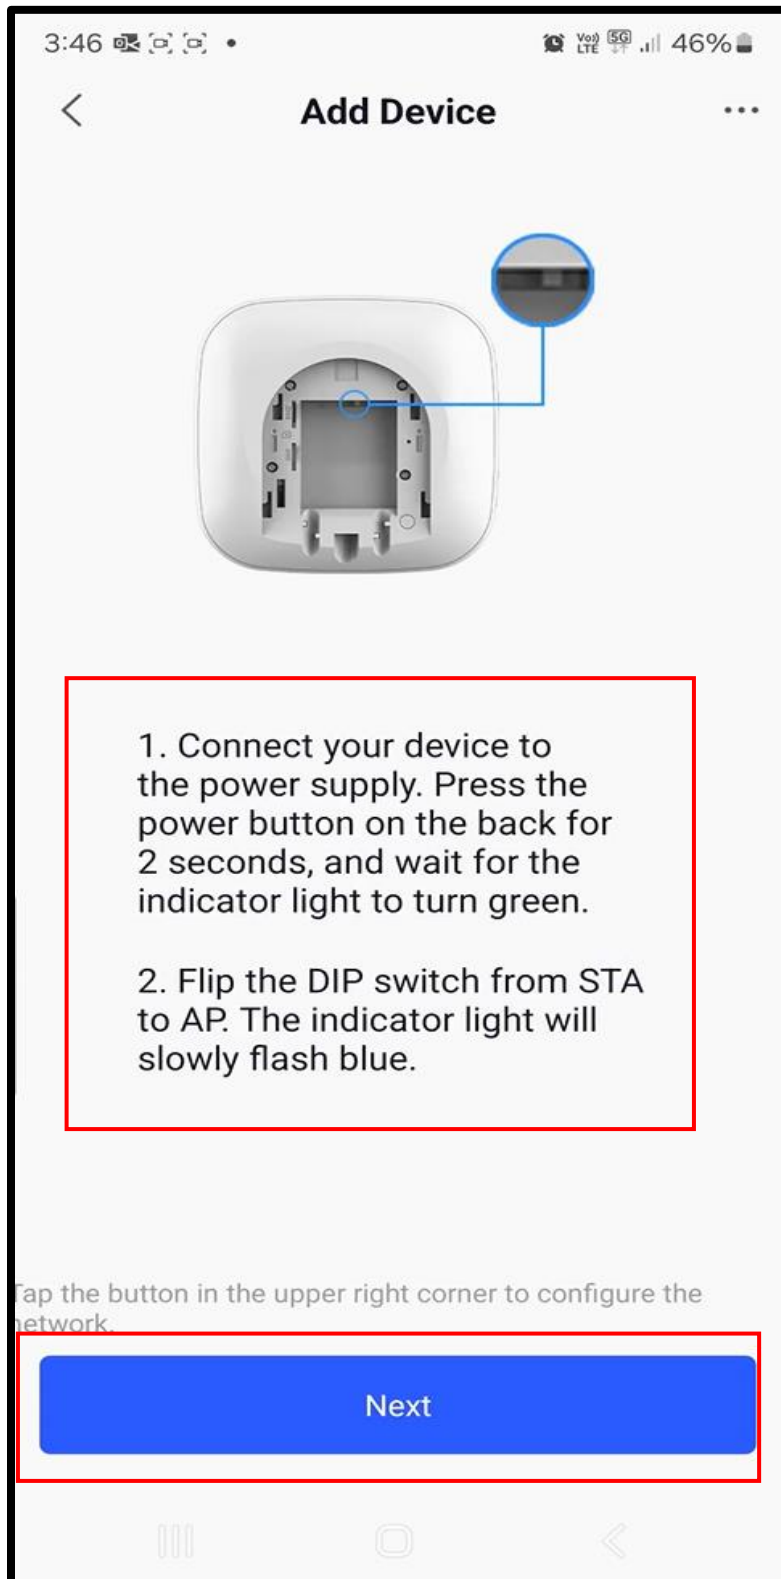 3:46
Vo)) LTE 5G 46%
Add Device
1. Connect your device to
the power supply. Press the
power button on the back for
2 seconds, and wait for the
indicator light to turn green.
2. Flip the DIP switch from STA
to AP. The indicator light will
slowly flash blue.
Tap the button in the upper right corner to configure the
network.
Next